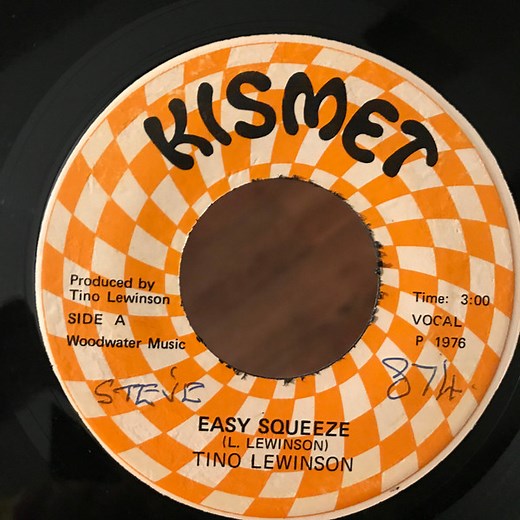 KISMET
Produced by
Tino Lewinson
SIDE A
Woodwater Music
Time: 3:00
VOCAL
P 1976
STEVE
874
EASY SQUEEZE
(L. LEWINSON)
TINO LEWINSON